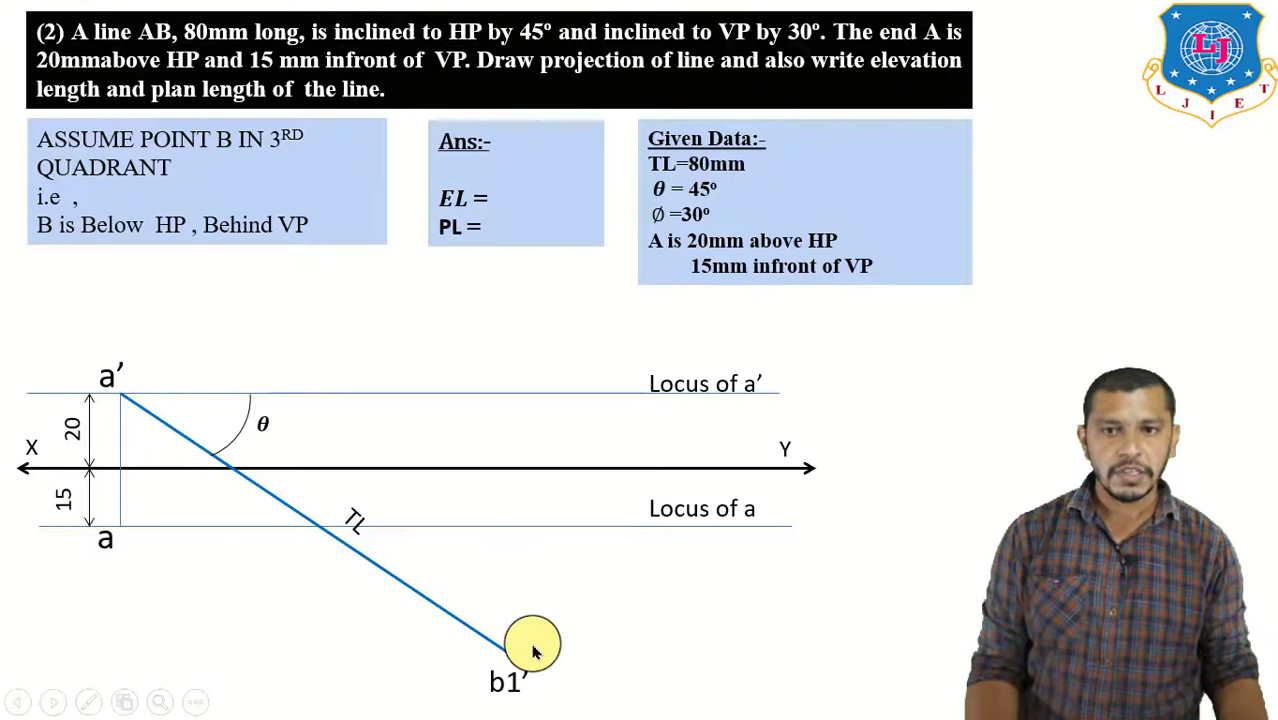 (2) A line AB, 80mm long, is inclined to HP by 45º and inclined to VP by 30º. The end A is
20mmabove HP and 15 mm infront of VP. Draw projection of line and also write elevation
length and plan length of the line.
ASSUME POINT B IN 3RD
QUADRANT
i.e ,
B is Below HP , Behind VP
Ans:-
EL =
PL =
Given Data:-
TL=80mm
θ = 45º
∅ =30º
A is 20mm above HP
15mm infront of VP
L J I E T
LJ
a’
Locus of a’
20
θ
X
Y
15
Locus of a
a
TL
b1’